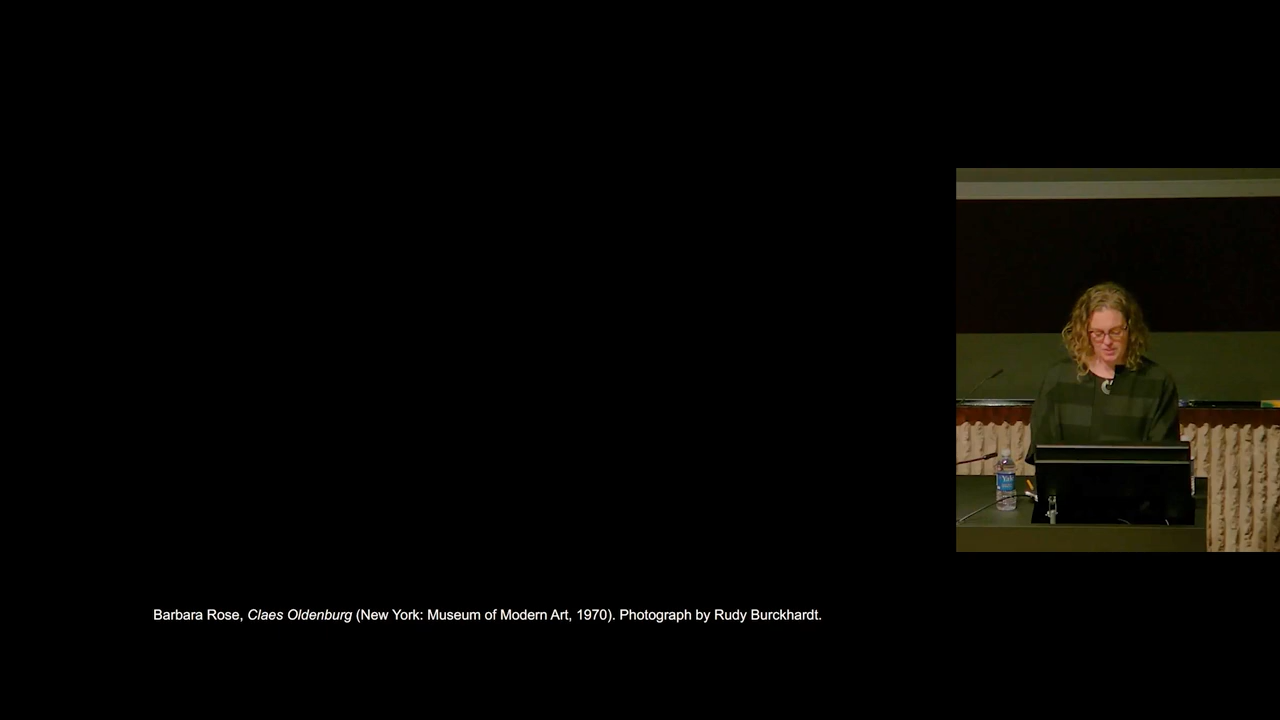 Barbara Rose, Claes Oldenburg (New York: Museum of Modern Art, 1970). Photograph by Rudy Burckhardt.